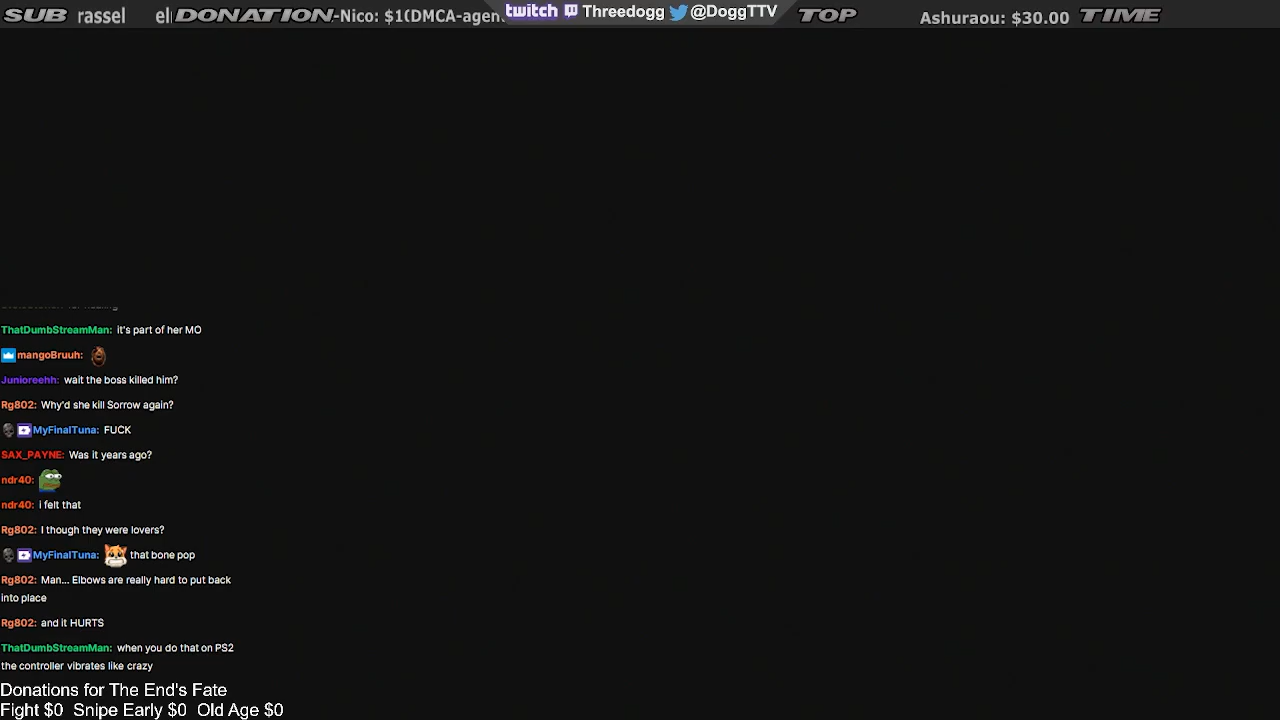 SUB rassel DONATION -Nico: $1 DMCA-agen twitch Threedogg @DoggTTV TOP Ashuraou: $30.00 TIME
ThatDumbStreamMan: it's part of her MO
mangoBruuh:
Junioreehh: wait the boss killed him?
Rg802: Why'd she kill Sorrow again?
MyFinalTuna: FUCK
SAX_PAYNE: Was it years ago?
ndr40:
ndr40: i felt that
Rg802: I though they were lovers?
MyFinalTuna: that bone pop
Rg802: Man... Elbows are really hard to put back
into place
Rg802: and it HURTS
ThatDumbStreamMan: when you do that on PS2
the controller vibrates like crazy
Donations for The End's Fate
Fight $0 Snipe Early $0 Old Age $0